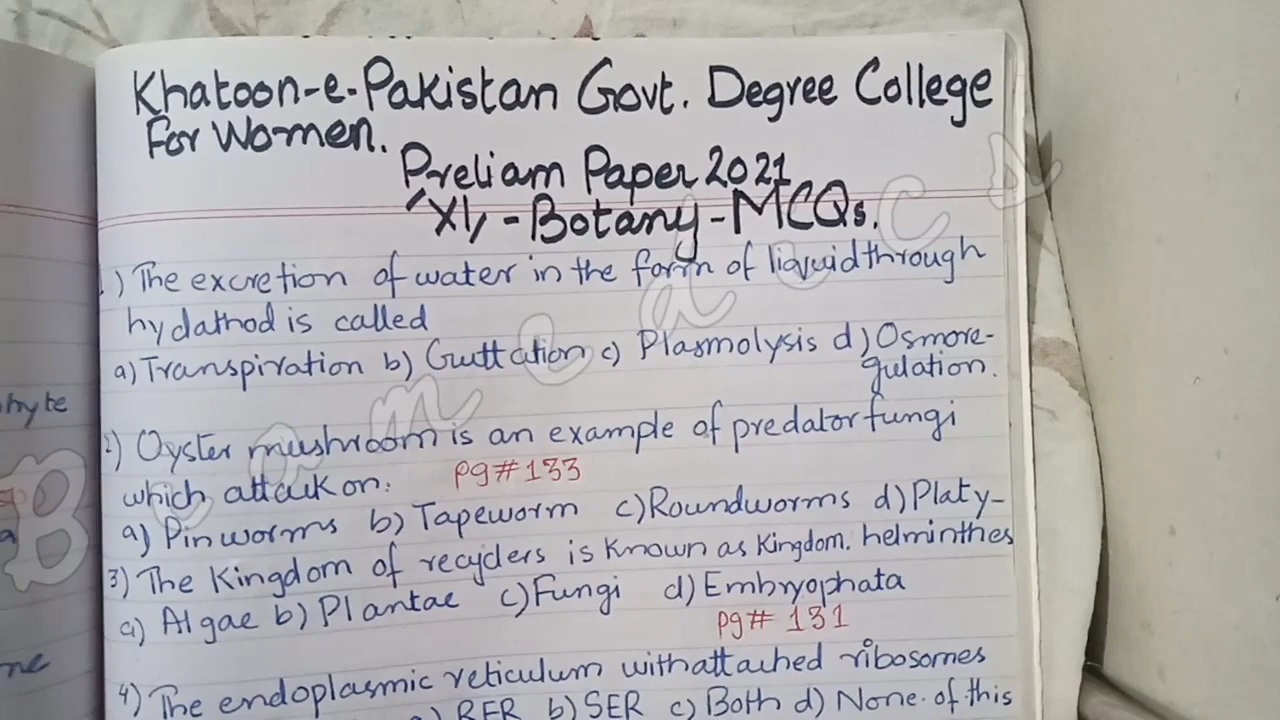 Khatoon-e-Pakistan Govt. Degree College
For Women.
Preliam Paper 2021
"XI" - Botany - MCQs.
1) The excretion of water in the form of liquid through
hydathod is called
a) Transpiration b) Guttation c) Plasmolysis d) Osmore-
gulation.
2) Oyster mushroom is an example of predator fungi
which attack on: pg# 133
a) Pinworms b) Tapeworm c) Roundworms d) Platy-
helminthes
3) The Kingdom of recyclers is Known as Kingdom.
a) Algae b) Plantae c) Fungi d) Embryophata
pg# 131
4) The endoplasmic reticulum with attached ribosomes
a) RER b) SER c) Both d) None of this
hyte
B
a
me